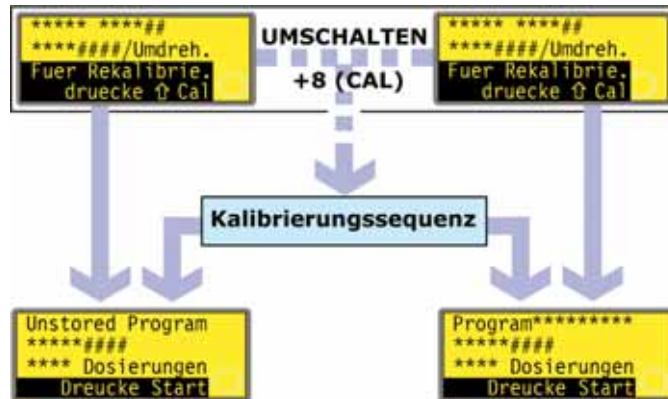 ***** ****##
****####/Umdreh.
Fuer Rekalibrie.
druecke ⇧ Cal
UMSCHALTEN
+8 (CAL)
***** ****##
****####/Umdreh.
Fuer Rekalibrie.
druecke ⇧ Cal
Kalibrierungssequenz
Unstored Program
*****####
**** Dosierungen
Dreucke Start
Program*********
*****####
**** Dosierungen
Dreucke Start